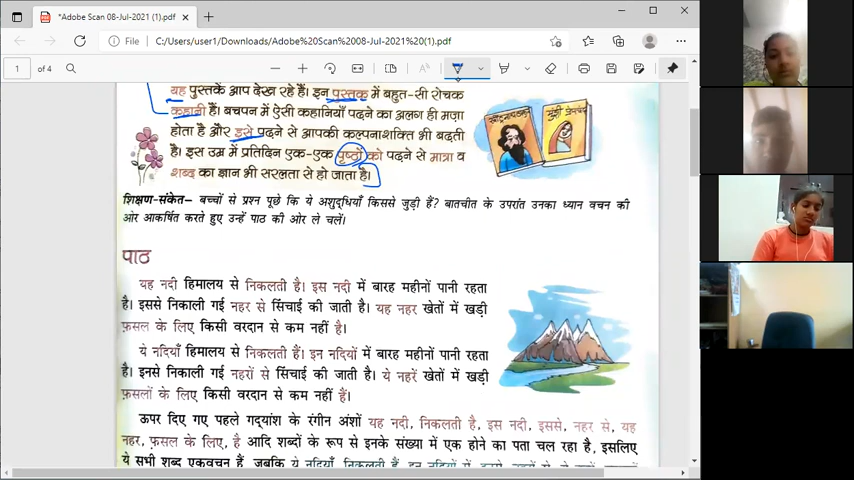 *Adobe Scan 08-Jul-2021 (1).pdf
File | C:/Users/user1/Downloads/Adobe%20Scan%2008-Jul-2021%20(1).pdf
1 of 4
यह पुस्तकें आप देख रहे हैं। इन पुस्तक में बहुत-सी रोचक
कहानी हैं। बचपन में ऐसी कहानियाँ पढ़ने का अलग ही मज़ा
होता है और इसे पढ़ने से आपकी कल्पनाशक्ति भी बढ़ती
है। इस उम्र में प्रतिदिन एक-एक पृष्ठों को पढ़ने से मात्रा व
शब्द का ज्ञान भी सरलता से हो जाता है।
मुंशी प्रेमचंद
शिक्षण-संकेत– बच्चों से प्रश्न पूछे कि ये अशुद्धियाँ किससे जुड़ी हैं? बातचीत के उपरांत उनका ध्यान वचन की
ओर आकर्षित करते हुए उन्हें पाठ की ओर ले चलें।
पाठ
यह नदी हिमालय से निकलती है। इस नदी में बारह महीनों पानी रहता
है। इससे निकाली गई नहर से सिंचाई की जाती है। यह नहर खेतों में खड़ी
फ़सल के लिए किसी वरदान से कम नहीं है।
ये नदियाँ हिमालय से निकलती हैं। इन नदियों में बारह महीनों पानी रहता
है। इनसे निकाली गई नहरों से सिंचाई की जाती है। ये नहरें खेतों में खड़ी
फ़सलों के लिए किसी वरदान से कम नहीं हैं।
ऊपर दिए गए पहले गद्यांश के रंगीन अंशों यह नदी, निकलती है, इस नदी, इससे, नहर से, यह
नहर, फ़सल के लिए, है आदि शब्दों के रूप से इनके संख्या में एक होने का पता चल रहा है, इसलिए
ये सभी शब्द एकवचन हैं, जबकि ये नदियाँ, निकलती हैं, इन नदियों में